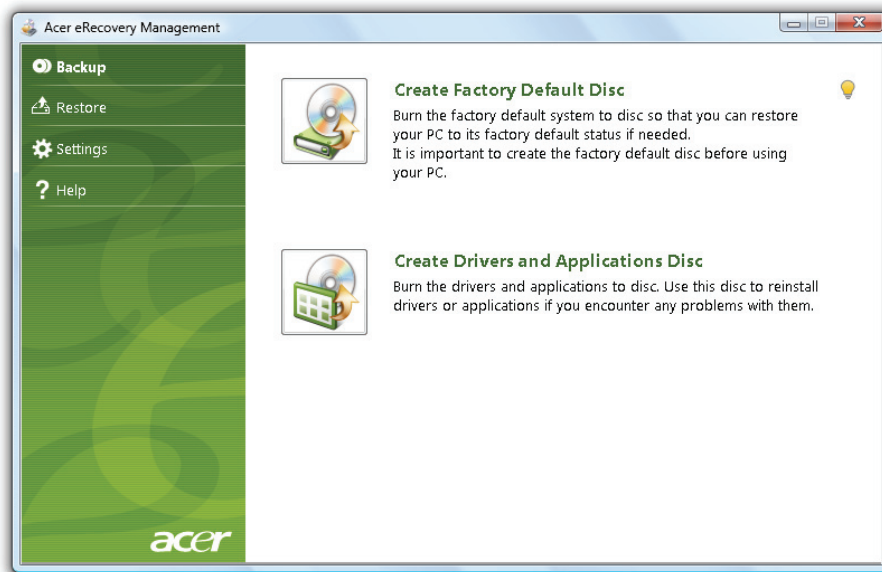 Acer eRecovery Management
Backup
Restore
Settings
? Help
Create Factory Default Disc
Burn the factory default system to disc so that you can restore
your PC to its factory default status if needed.
It is important to create the factory default disc before using
your PC.
Create Drivers and Applications Disc
Burn the drivers and applications to disc. Use this disc to reinstall
drivers or applications if you encounter any problems with them.
acer